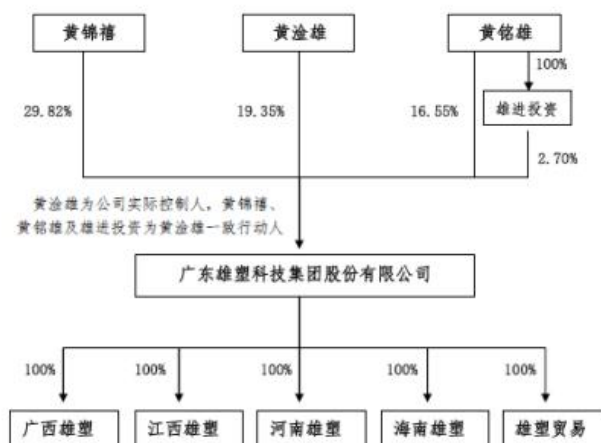 黄锦禧 黄淦雄 黄铭雄
100%
29.82% 19.35% 16.55% 雄进投资
2.70%
黄淦雄为公司实际控制人,黄锦禧、
黄铭雄及雄进投资为黄淦雄一致行动人
广东雄塑科技集团股份有限公司
100% 100% 100% 100% 100%
广西雄塑 江西雄塑 河南雄塑 海南雄塑 雄塑贸易